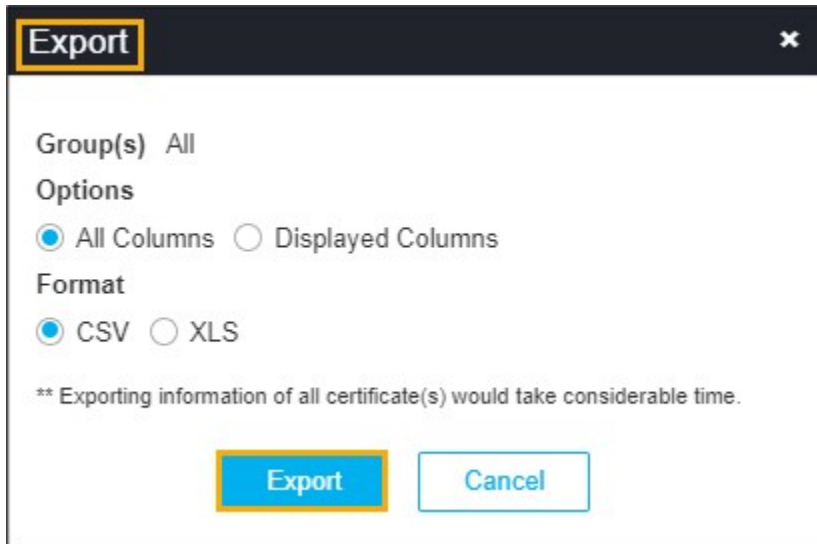 Export
Group(s) All
Options
All Columns Displayed Columns
Format
CSV XLS
** Exporting information of all certificate(s) would take considerable time.
Export Cancel